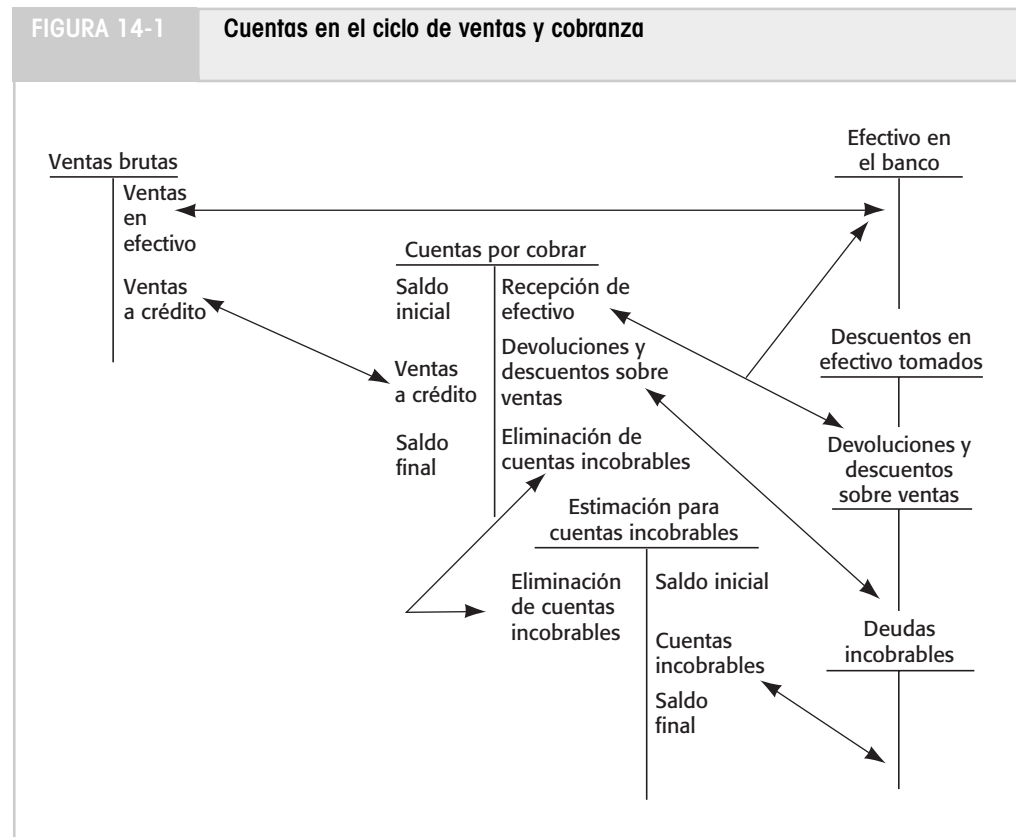 FIGURA 14-1
Cuentas en el ciclo de ventas y cobranza
Ventas brutas
Ventas
en
efectivo
Ventas
a crédito
Cuentas por cobrar
Saldo
inicial
Ventas
a crédito
Saldo
final
Recepción de
efectivo
Devoluciones y
descuentos sobre
ventas
Eliminación de
cuentas incobrables
Estimación para
cuentas incobrables
Eliminación
de cuentas
incobrables
Saldo inicial
Cuentas
incobrables
Saldo
final
Efectivo en
el banco
Descuentos en
efectivo tomados
Devoluciones y
descuentos
sobre ventas
Deudas
incobrables